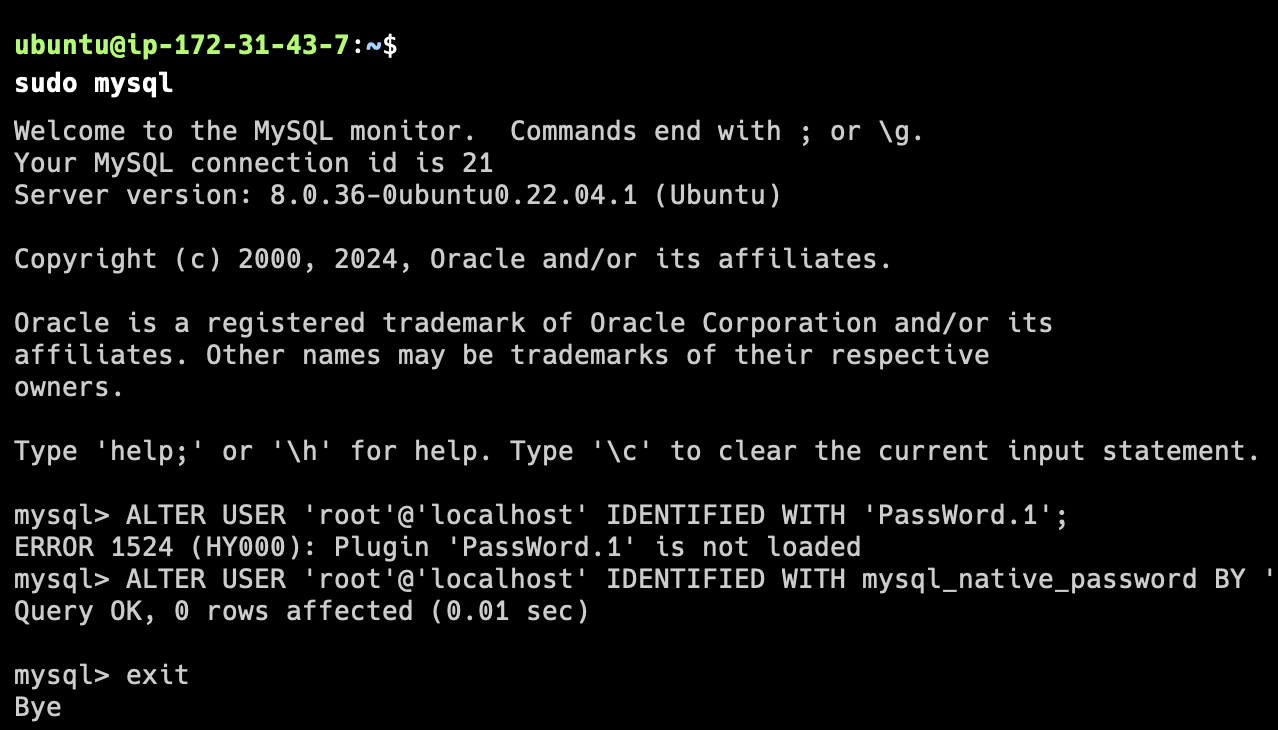 ubuntu@ip-172-31-43-7:~$
sudo mysql
Welcome to the MySQL monitor.  Commands end with ; or \g.
Your MySQL connection id is 21
Server version: 8.0.36-0ubuntu0.22.04.1 (Ubuntu)
Copyright (c) 2000, 2024, Oracle and/or its affiliates.
Oracle is a registered trademark of Oracle Corporation and/or its
affiliates. Other names may be trademarks of their respective
owners.
Type 'help;' or '\h' for help. Type '\c' to clear the current input statement.
mysql> ALTER USER 'root'@'localhost' IDENTIFIED WITH 'PassWord.1';
ERROR 1524 (HY000): Plugin 'PassWord.1' is not loaded
mysql> ALTER USER 'root'@'localhost' IDENTIFIED WITH mysql_native_password BY '
Query OK, 0 rows affected (0.01 sec)
mysql> exit
Bye